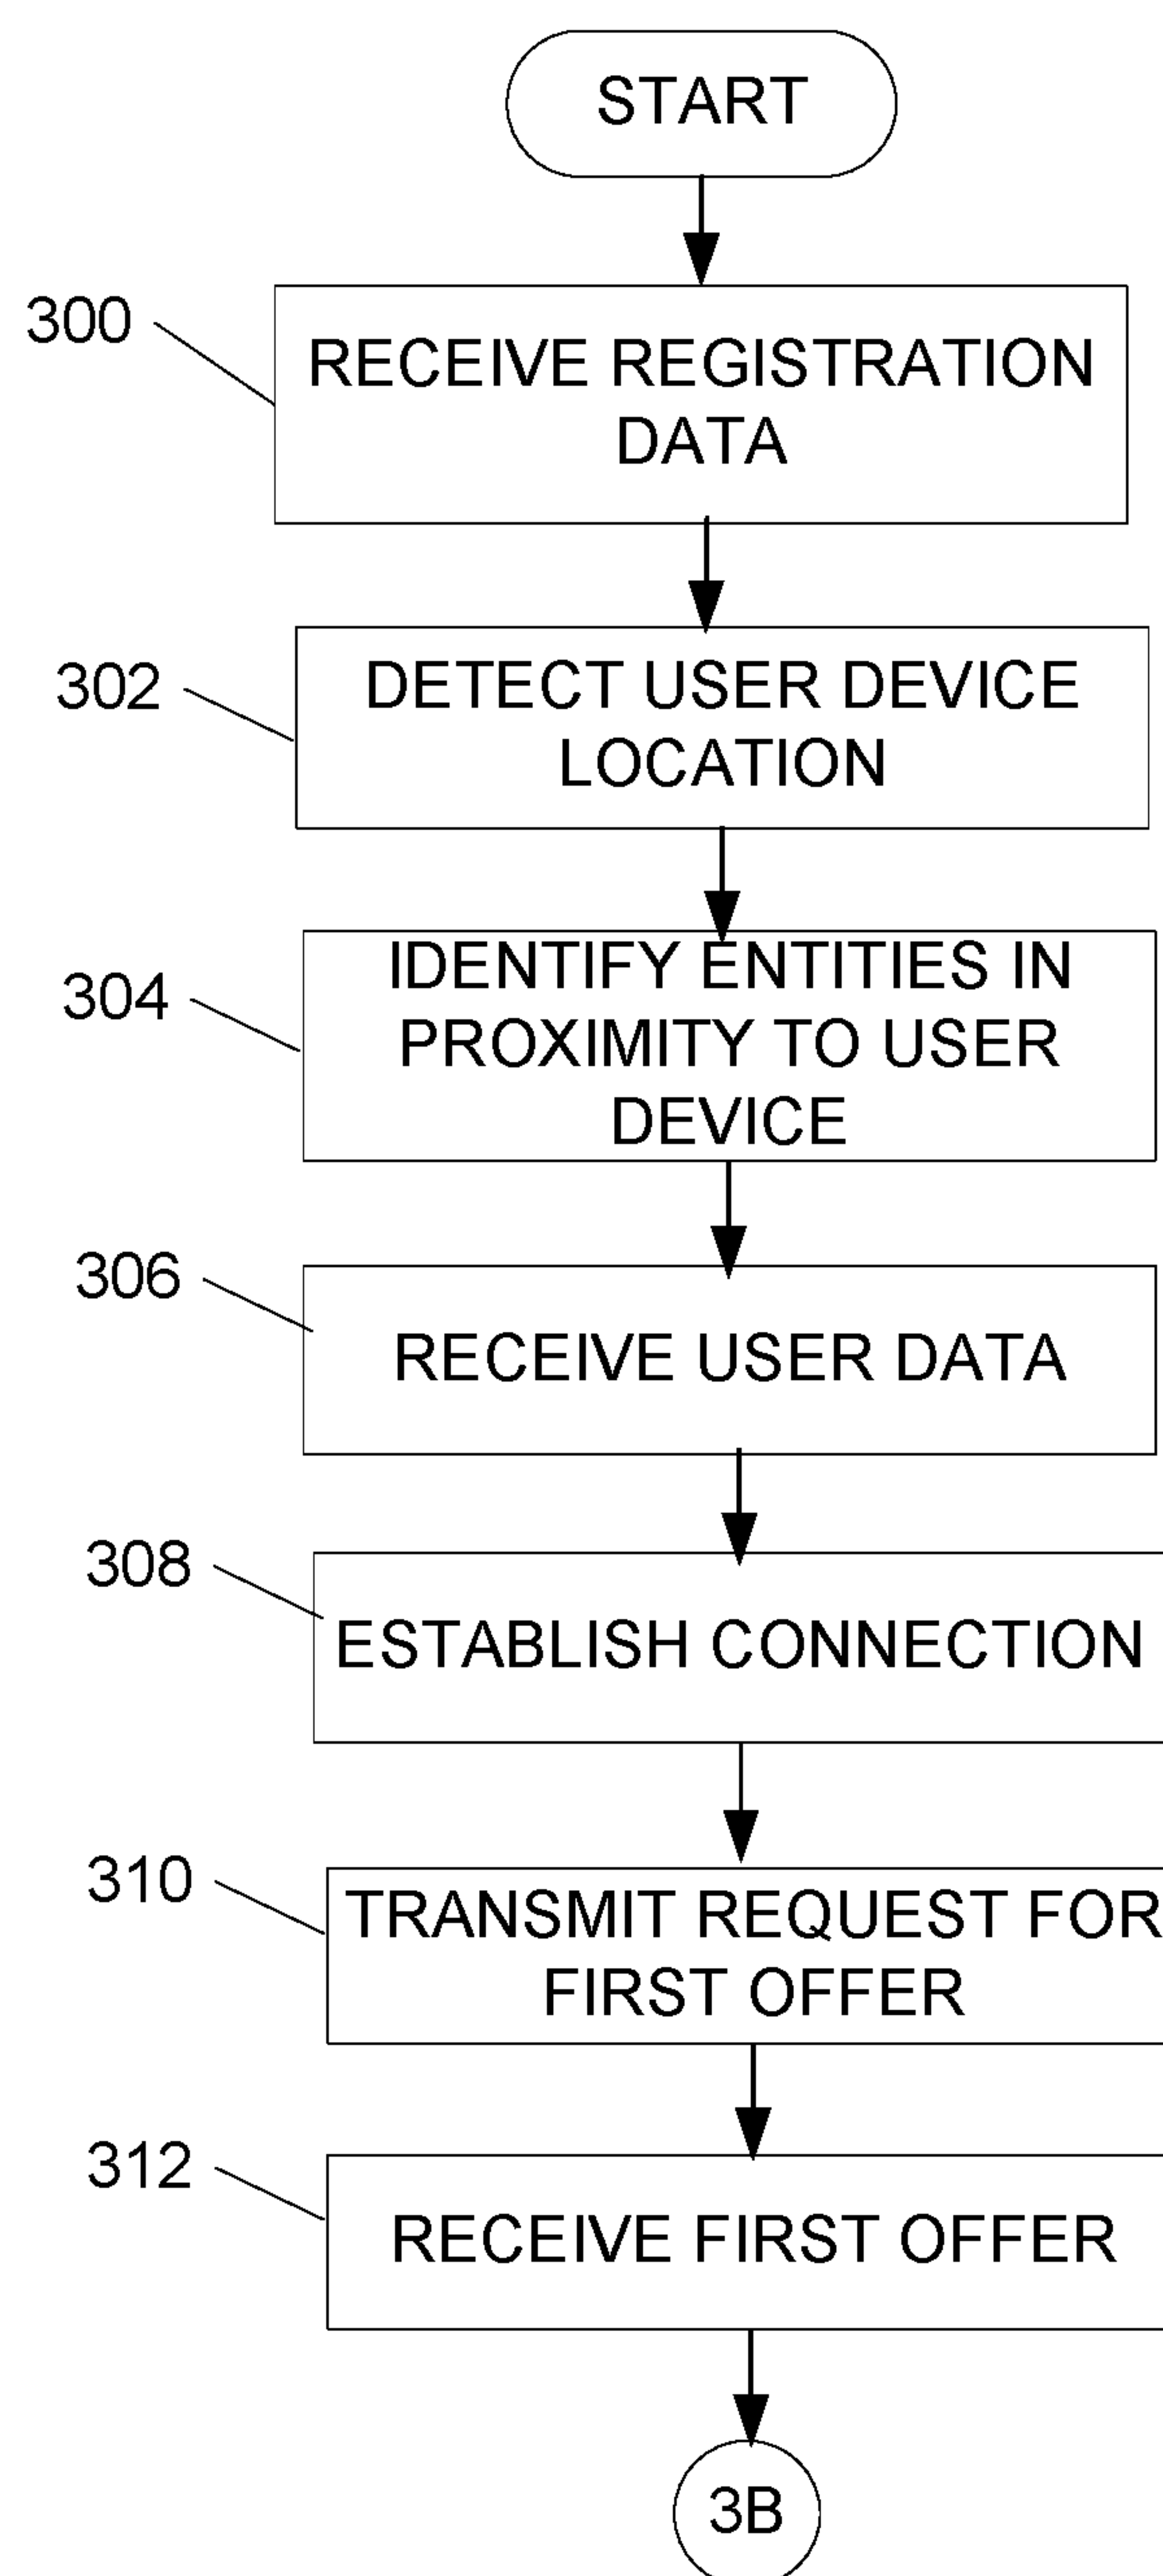 START
300
RECEIVE REGISTRATION
DATA
302
DETECT USER DEVICE
LOCATION
304
IDENTIFY ENTITIES IN
PROXIMITY TO USER
DEVICE
306
RECEIVE USER DATA
308
ESTABLISH CONNECTION
310
TRANSMIT REQUEST FOR
FIRST OFFER
312
RECEIVE FIRST OFFER
3B